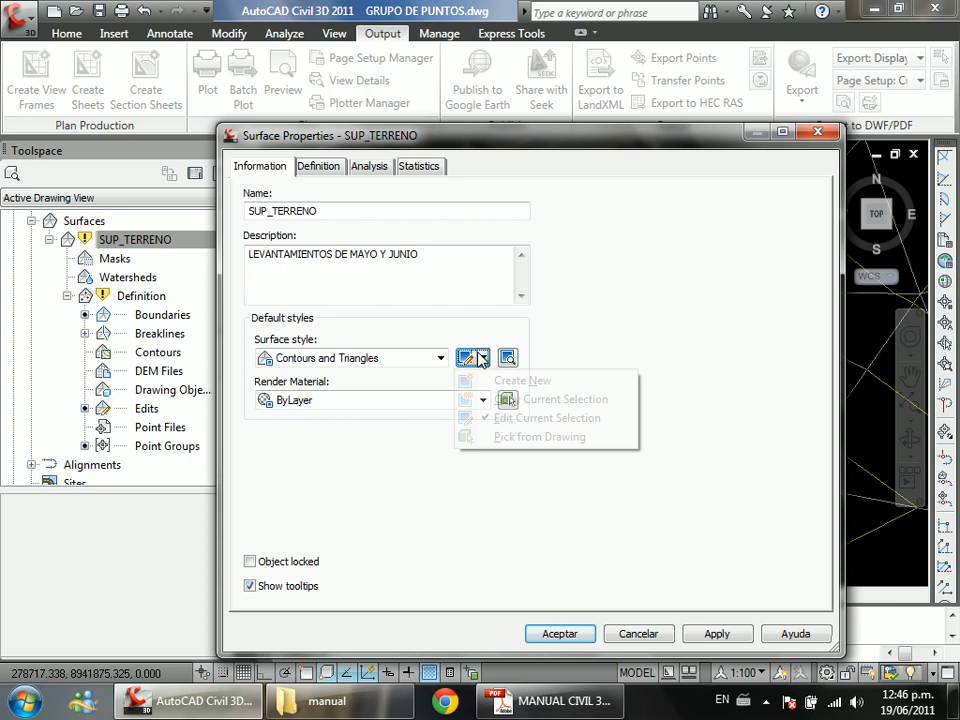 AutoCAD Civil 3D 2011 GRUPO DE PUNTOS.dwg
Type a keyword or phrase
3D
Home Insert Annotate Modify Analyze View Output Manage Express Tools
Create View Frames
Create Sheets
Create Section Sheets
Plot
Batch Plot
Preview
Page Setup Manager
View Details
Plotter Manager
Publish to Google Earth
Share with Seek
Export to LandXML
Export Points
Transfer Points
Export to HEC RAS
Export
Export: Display
Page Setup: C
Plan Production
t to DWF/PDF
Toolspace
Active Drawing View
Surfaces
SUP_TERRENO
Masks
Watersheds
Definition
Boundaries
Breaklines
Contours
DEM Files
Drawing Obje...
Edits
Point Files
Point Groups
Alignments
Sites
Surface Properties - SUP_TERRENO
Information Definition Analysis Statistics
Name:
SUP_TERRENO
Description:
LEVANTAMIENTOS DE MAYO Y JUNIO
Default styles
Surface style:
Contours and Triangles
Render Material:
ByLayer
Create New
Current Selection
Edit Current Selection
Pick from Drawing
Object locked
Show tooltips
Aceptar Cancelar Apply Ayuda
N
TOP
E
S
WCS
278717.338, 8941875.325, 0.000
MODEL
1:100
AutoCAD Civil 3D...
manual
PDF
MANUAL CIVIL 3...
EN
12:46 p.m.
19/06/2011